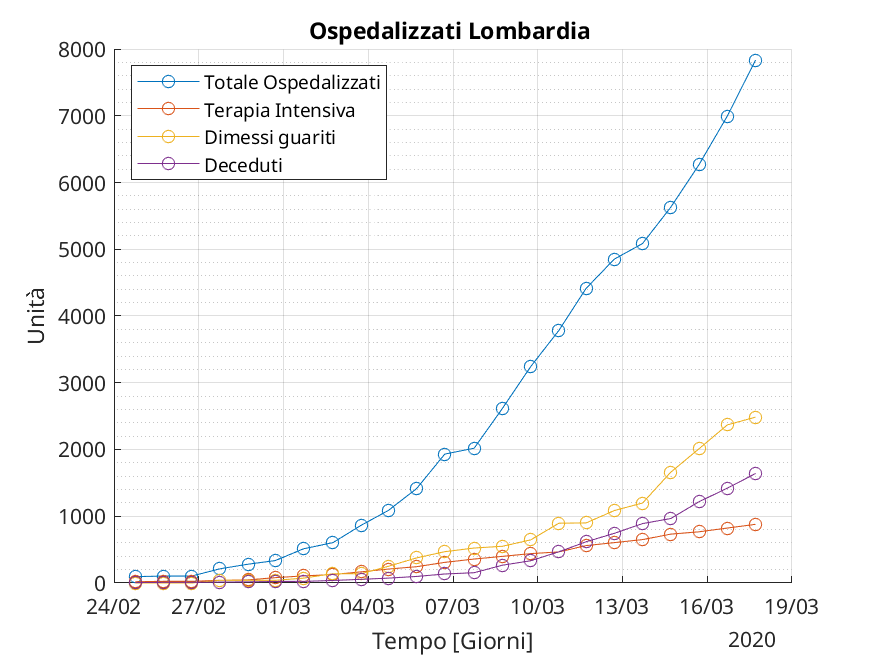 Ospedalizzati Lombardia
8000
7000
6000
5000
4000
3000
2000
1000
0
Unità
Totale Ospedalizzati
Terapia Intensiva
Dimessi guariti
Deceduti
24/02 27/02 01/03 04/03 07/03 10/03 13/03 16/03 19/03
Tempo [Giorni]
2020